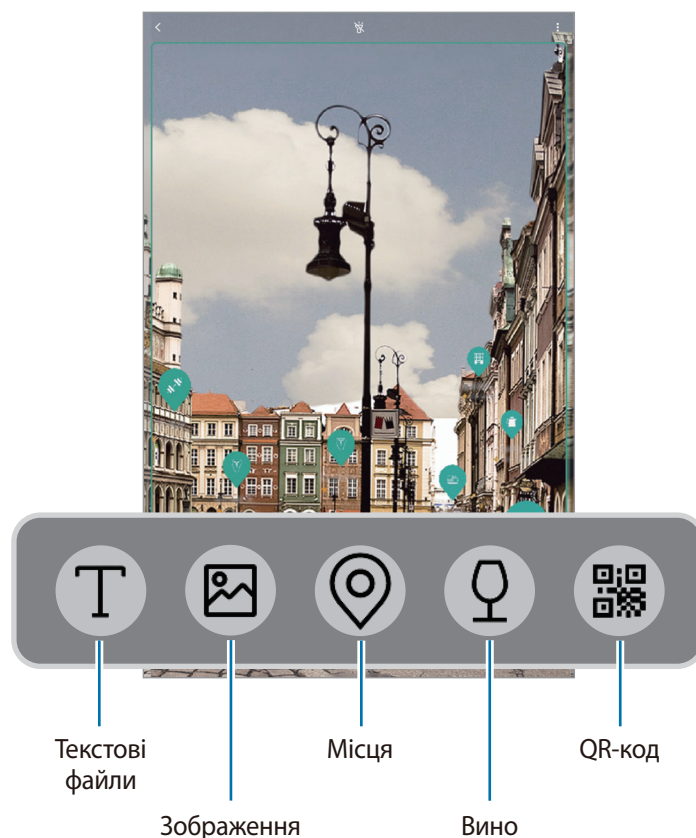 Текстові
файли
Місця
QR-код
Зображення
Вино